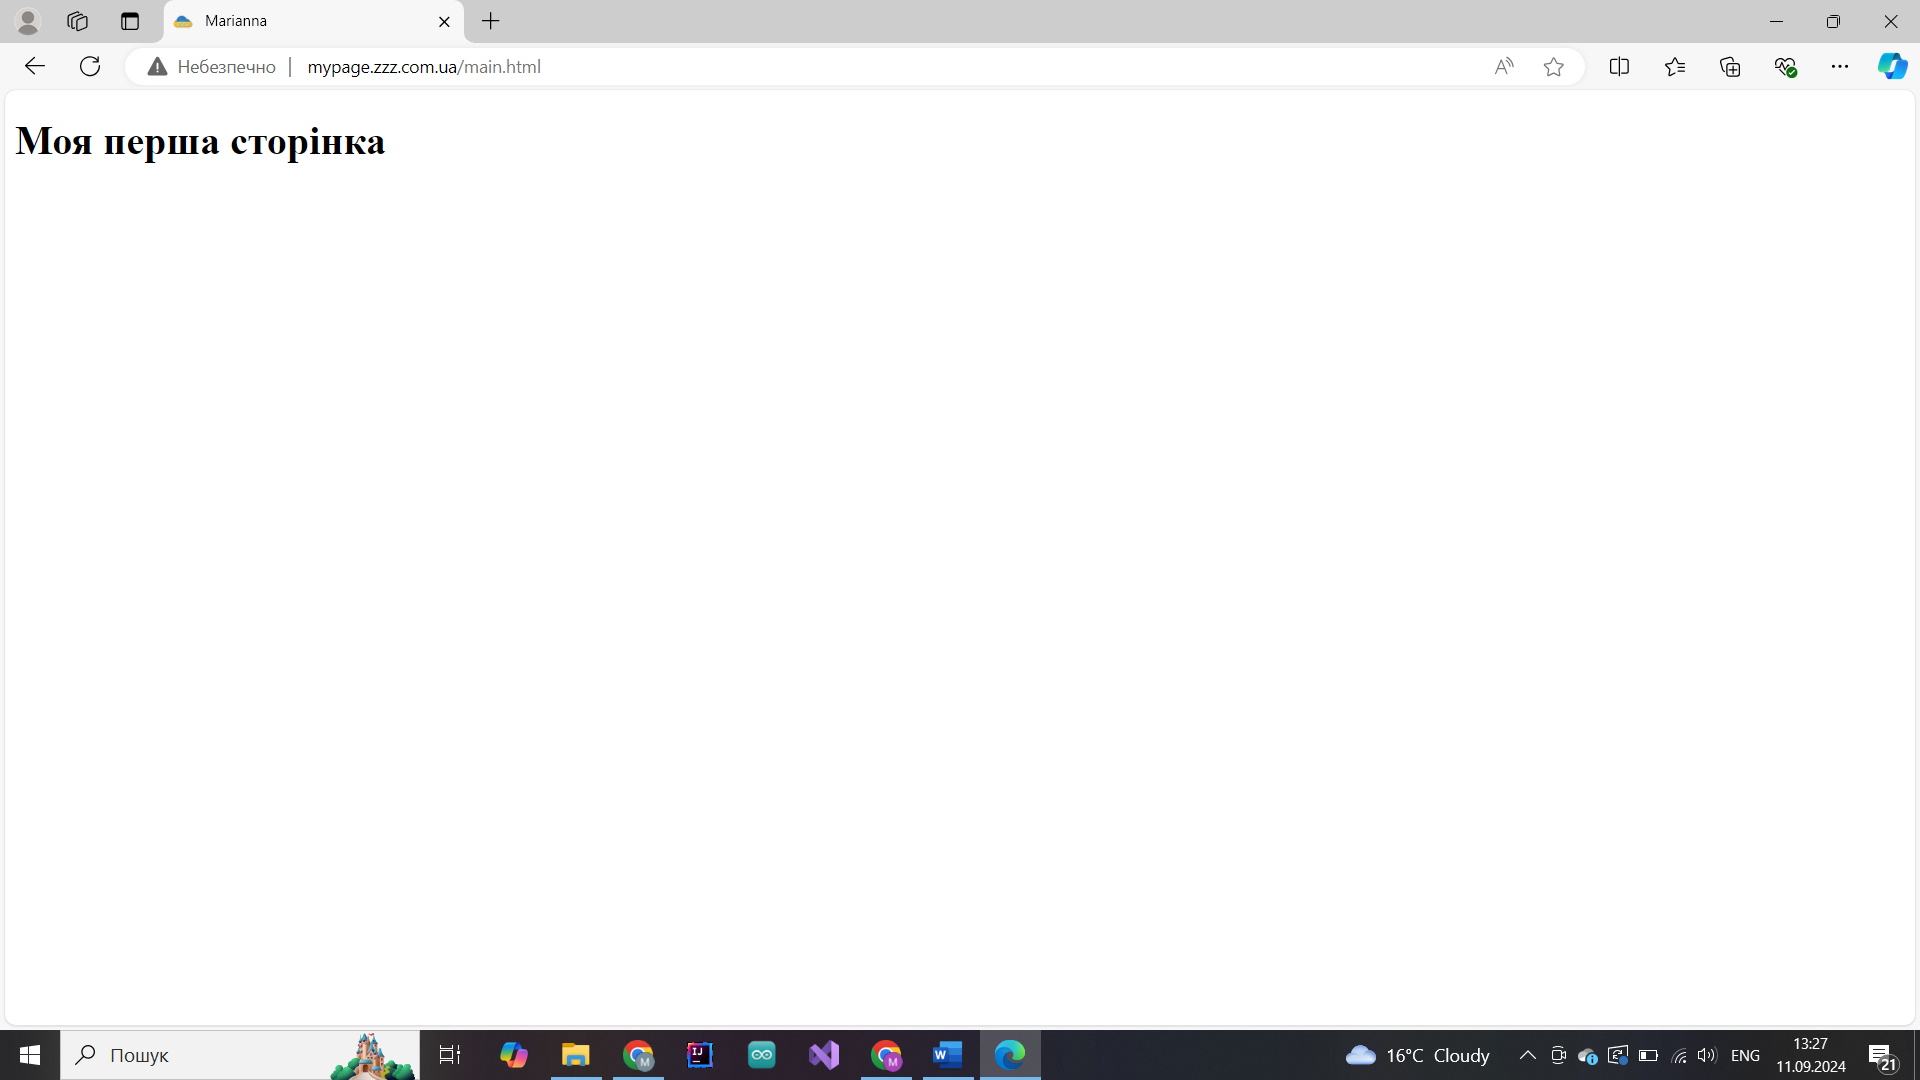 Marianna
Небезпечно
mypage.zzz.com.ua/main.html
Моя перша сторінка
Пошук
16°C Cloudy
ENG
13:27
11.09.2024
21